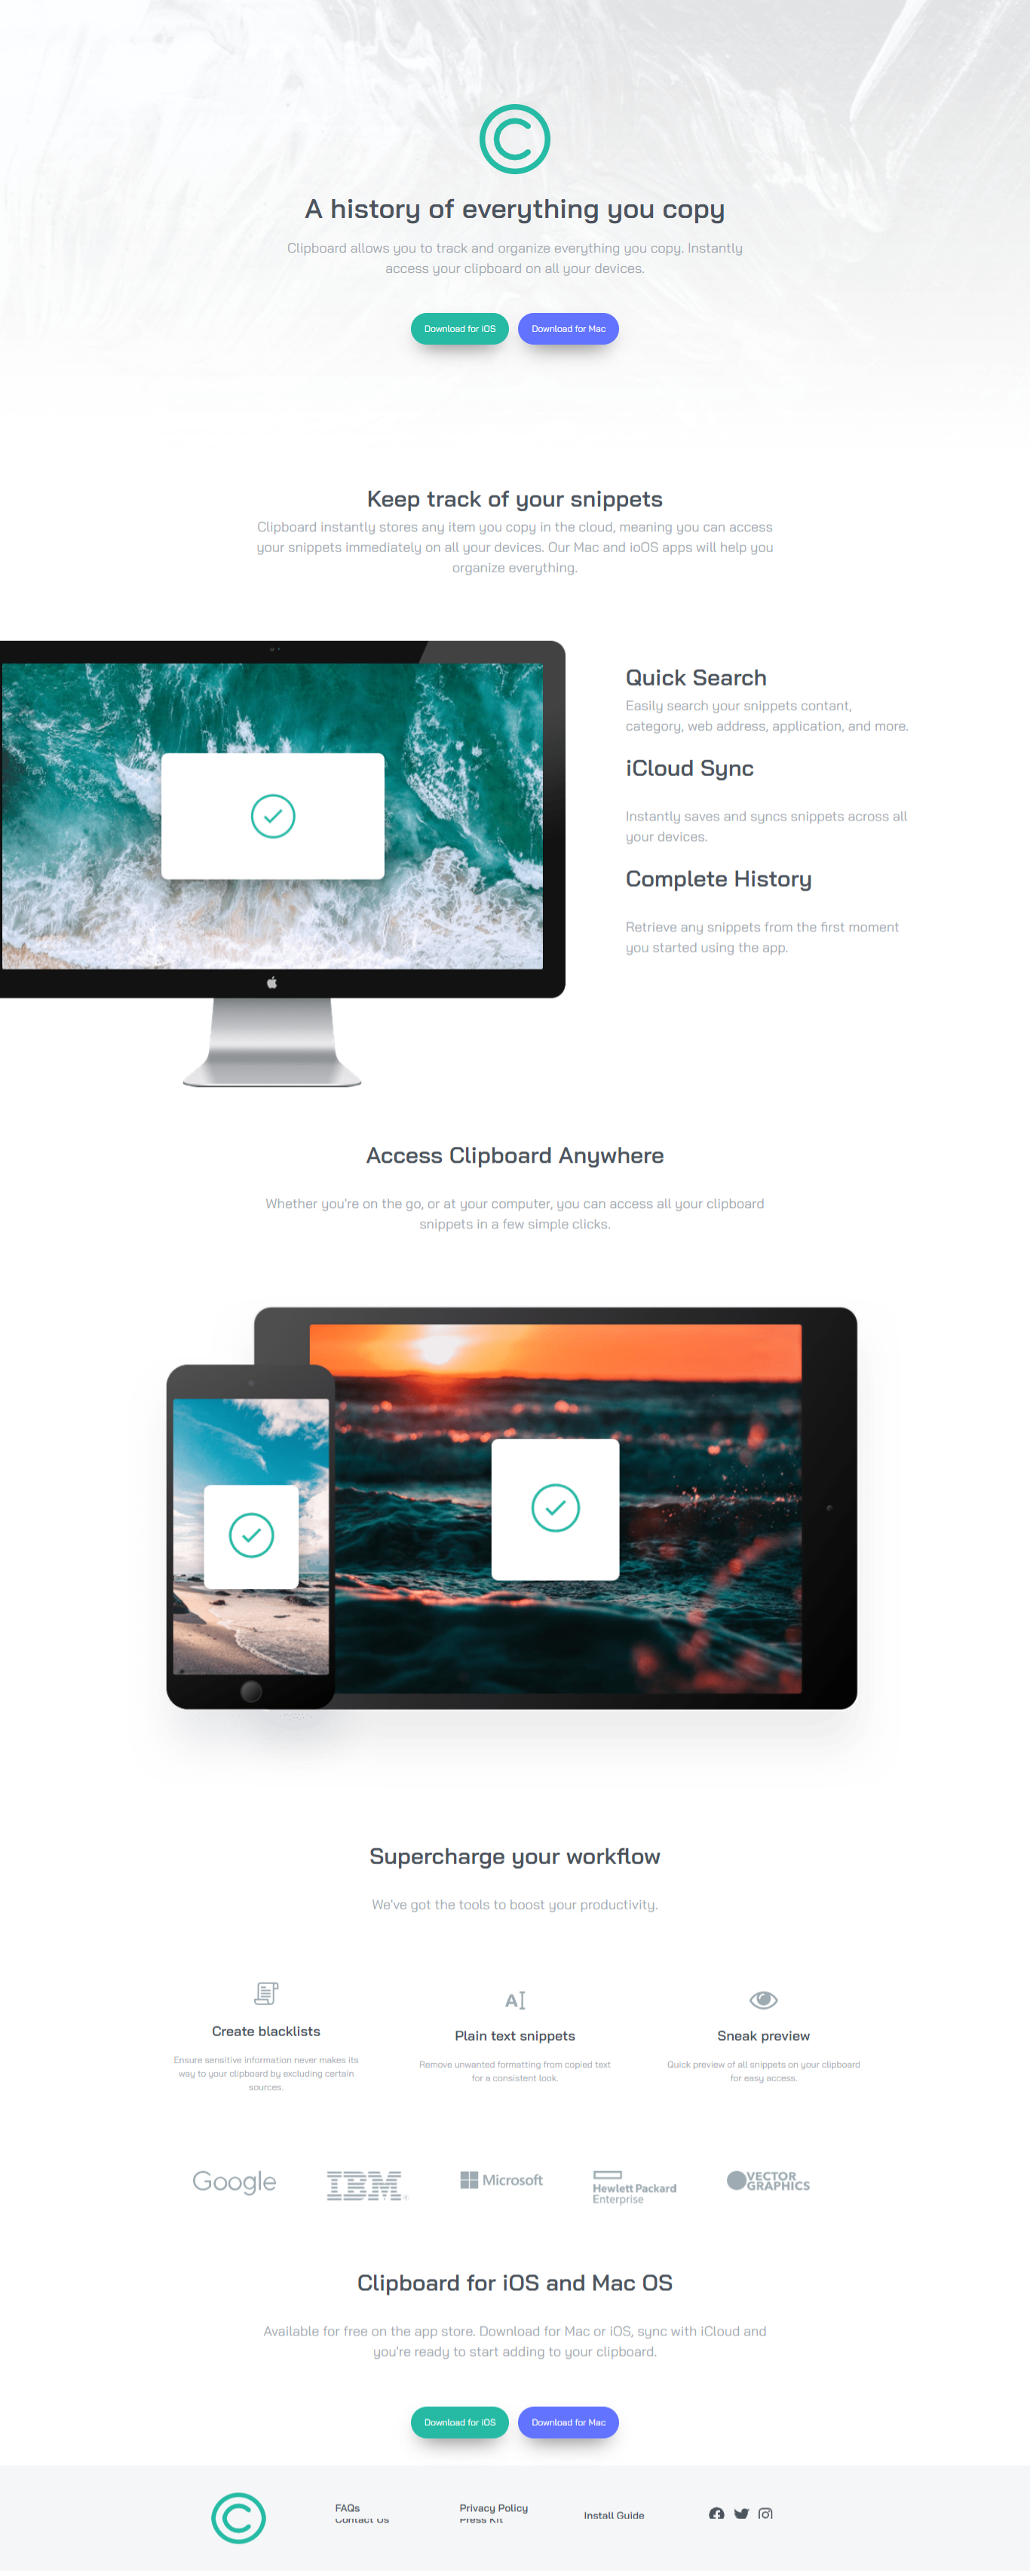 A history of everything you copy
Clipboard allows you to track and organize everything you copy. Instantly
access your clipboard on all your devices.
Download for iOS
Download for Mac
Keep track of your snippets
Clipboard instantly stores any item you copy in the cloud, meaning you can access
your snippets immediately on all your devices. Our Mac and ioOS apps will help you
organize everything.
Quick Search
Easily search your snippets contant,
category, web address, application, and more.
iCloud Sync
Instantly saves and syncs snippets across all
your devices.
Complete History
Retrieve any snippets from the first moment
you started using the app.
Access Clipboard Anywhere
Whether you're on the go, or at your computer, you can access all your clipboard
snippets in a few simple clicks.
Supercharge your workflow
We've got the tools to boost your productivity.
Create blacklists
Ensure sensitive information never makes its
way to your clipboard by excluding certain
sources.
AI
Plain text snippets
Remove unwanted formatting from copied text
for a consistent look.
Sneak preview
Quick preview of all snippets on your clipboard
for easy access.
Google
IBM
Microsoft
Hewlett Packard
Enterprise
VECTOR
GRAPHICS
Clipboard for iOS and Mac OS
Available for free on the app store. Download for Mac or iOS, sync with iCloud and
you're ready to start adding to your clipboard.
Download for iOS
Download for Mac
FAQs
Contact Us
Privacy Policy
Press Kit
Install Guide